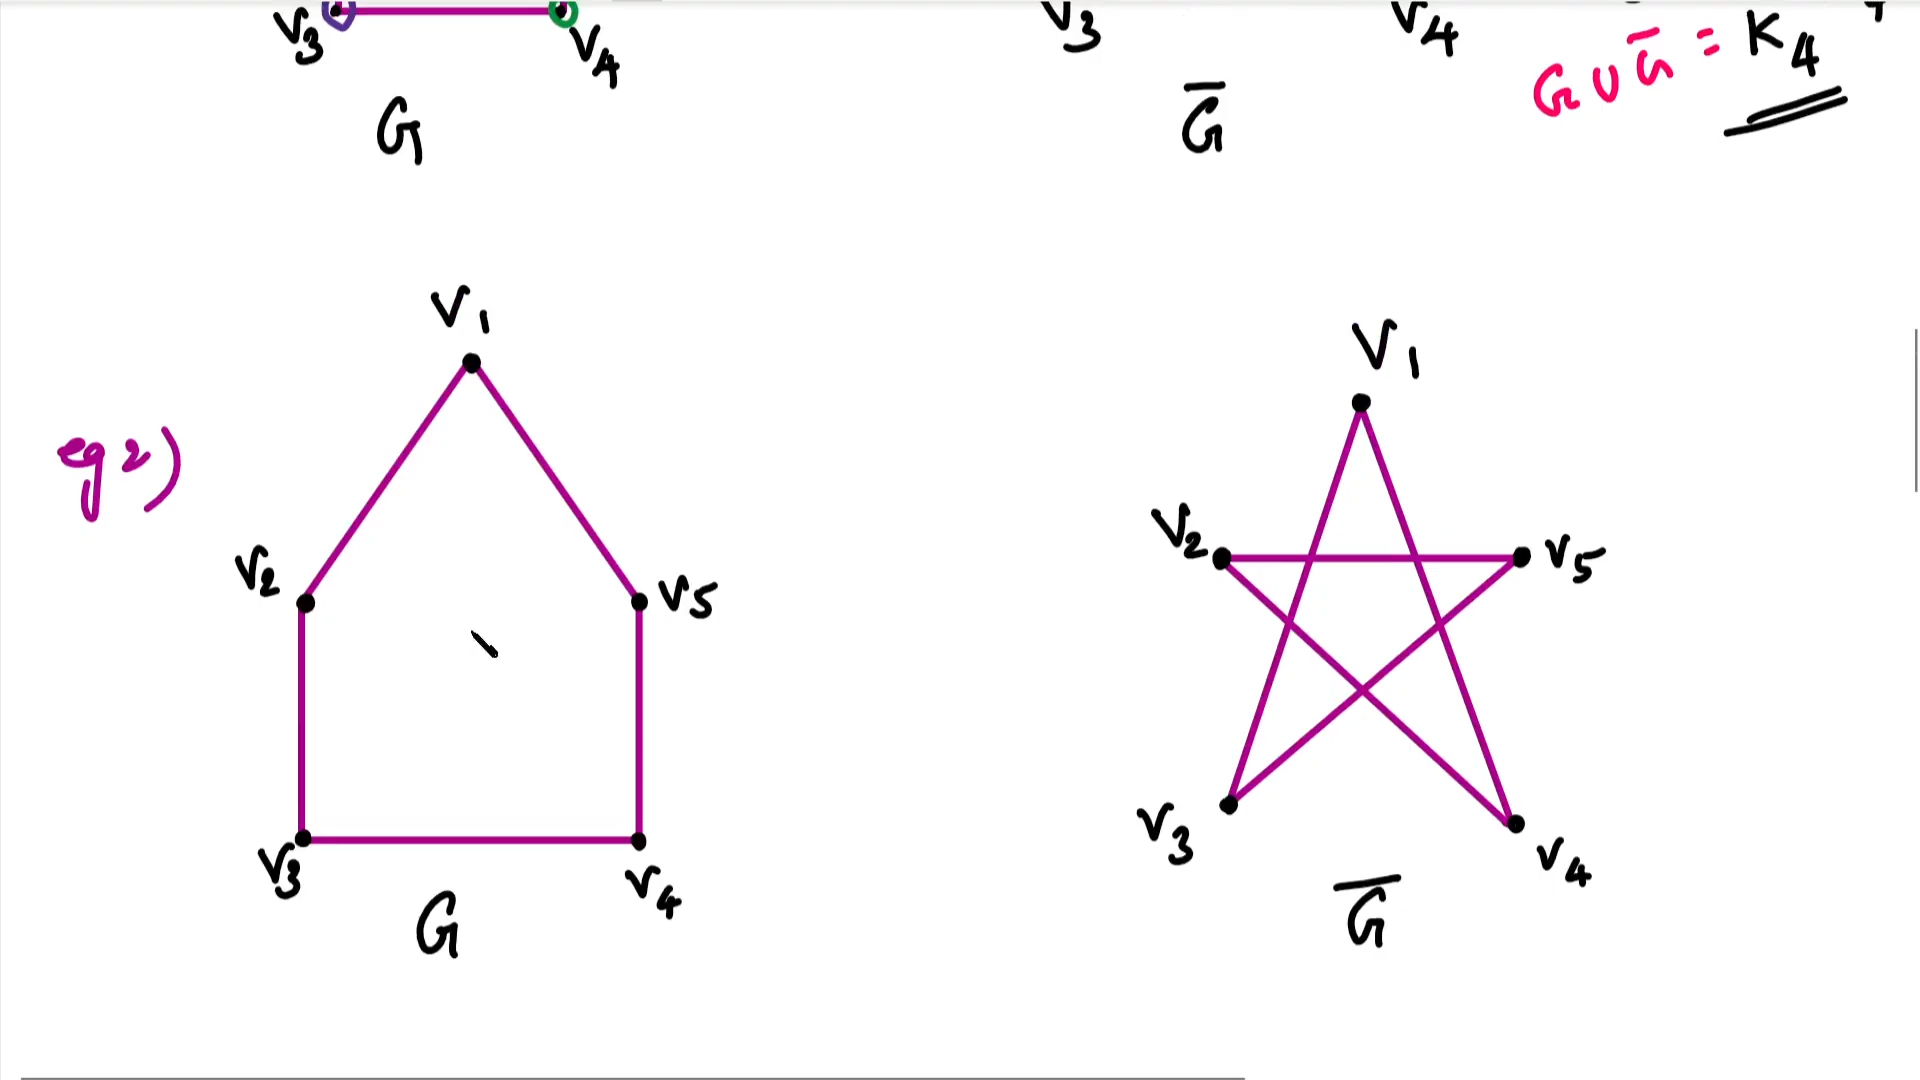 V3 V4 V3 V4
G ∪ G̅ = K4
G G̅
V1 V1
eg 2)
V2 V5 V2 V5
V3 V4 V3 V4
G G̅